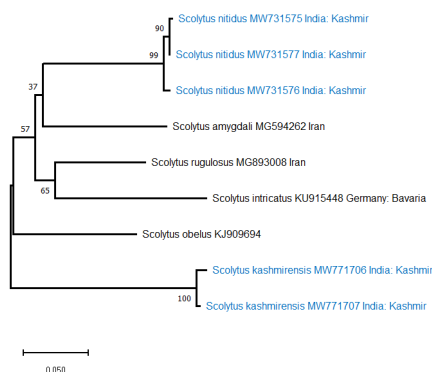 90
Scolytus nitidus MW731575 India: Kashmir
99
Scolytus nitidus MW731577 India: Kashmir
37
Scolytus nitidus MW731576 India: Kashmir
57
Scolytus amygdali MG594262 Iran
Scolytus rugulosus MG893008 Iran
65
Scolytus intricatus KU915448 Germany: Bavaria
Scolytus obelus KJ909694
Scolytus kashmirensis MW771706 India: Kashmir
100
Scolytus kashmirensis MW771707 India: Kashmir
0.050